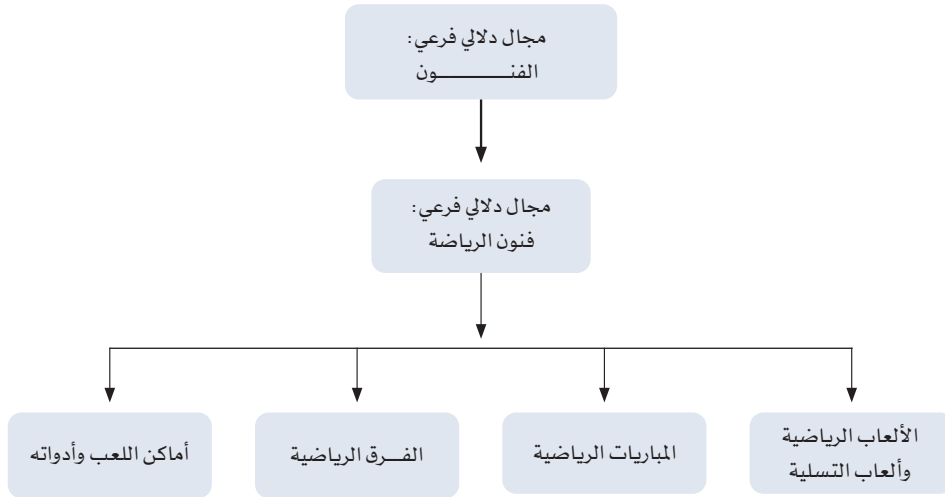 مجال دلالي فرعي:
الفنـــــــــون
مجال دلالي فرعي:
فنون الرياضة
الألعاب الرياضية
وألعاب التسلية
المباريات الرياضية
الفــرق الرياضية
أماكن اللعب وأدواته